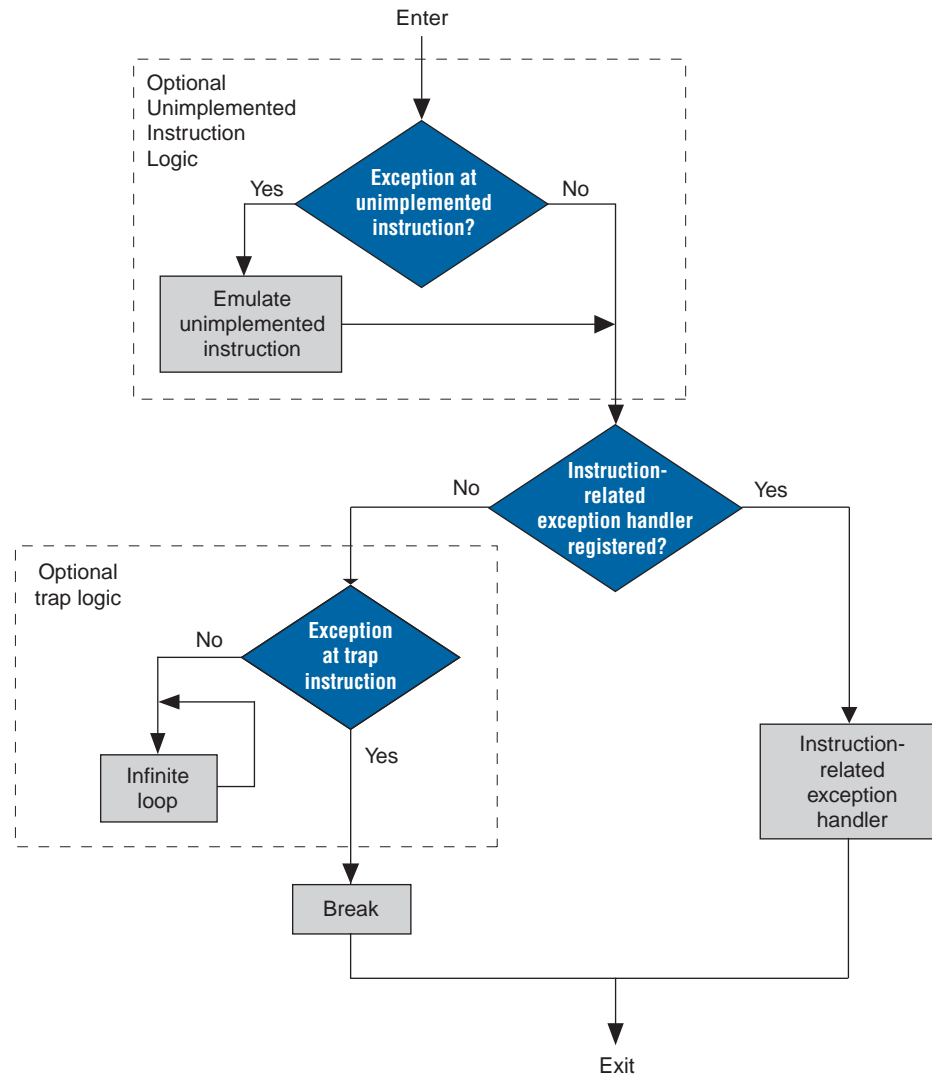 Enter
Optional
Unimplemented
Instruction
Logic
Yes
Exception at
unimplemented
instruction?
No
Emulate
unimplemented
instruction
No
Instruction-
related
exception handler
registered?
Yes
Optional
trap logic
No
Exception
at trap
instruction
Yes
Infinite
loop
Instruction-
related
exception
handler
Break
Exit